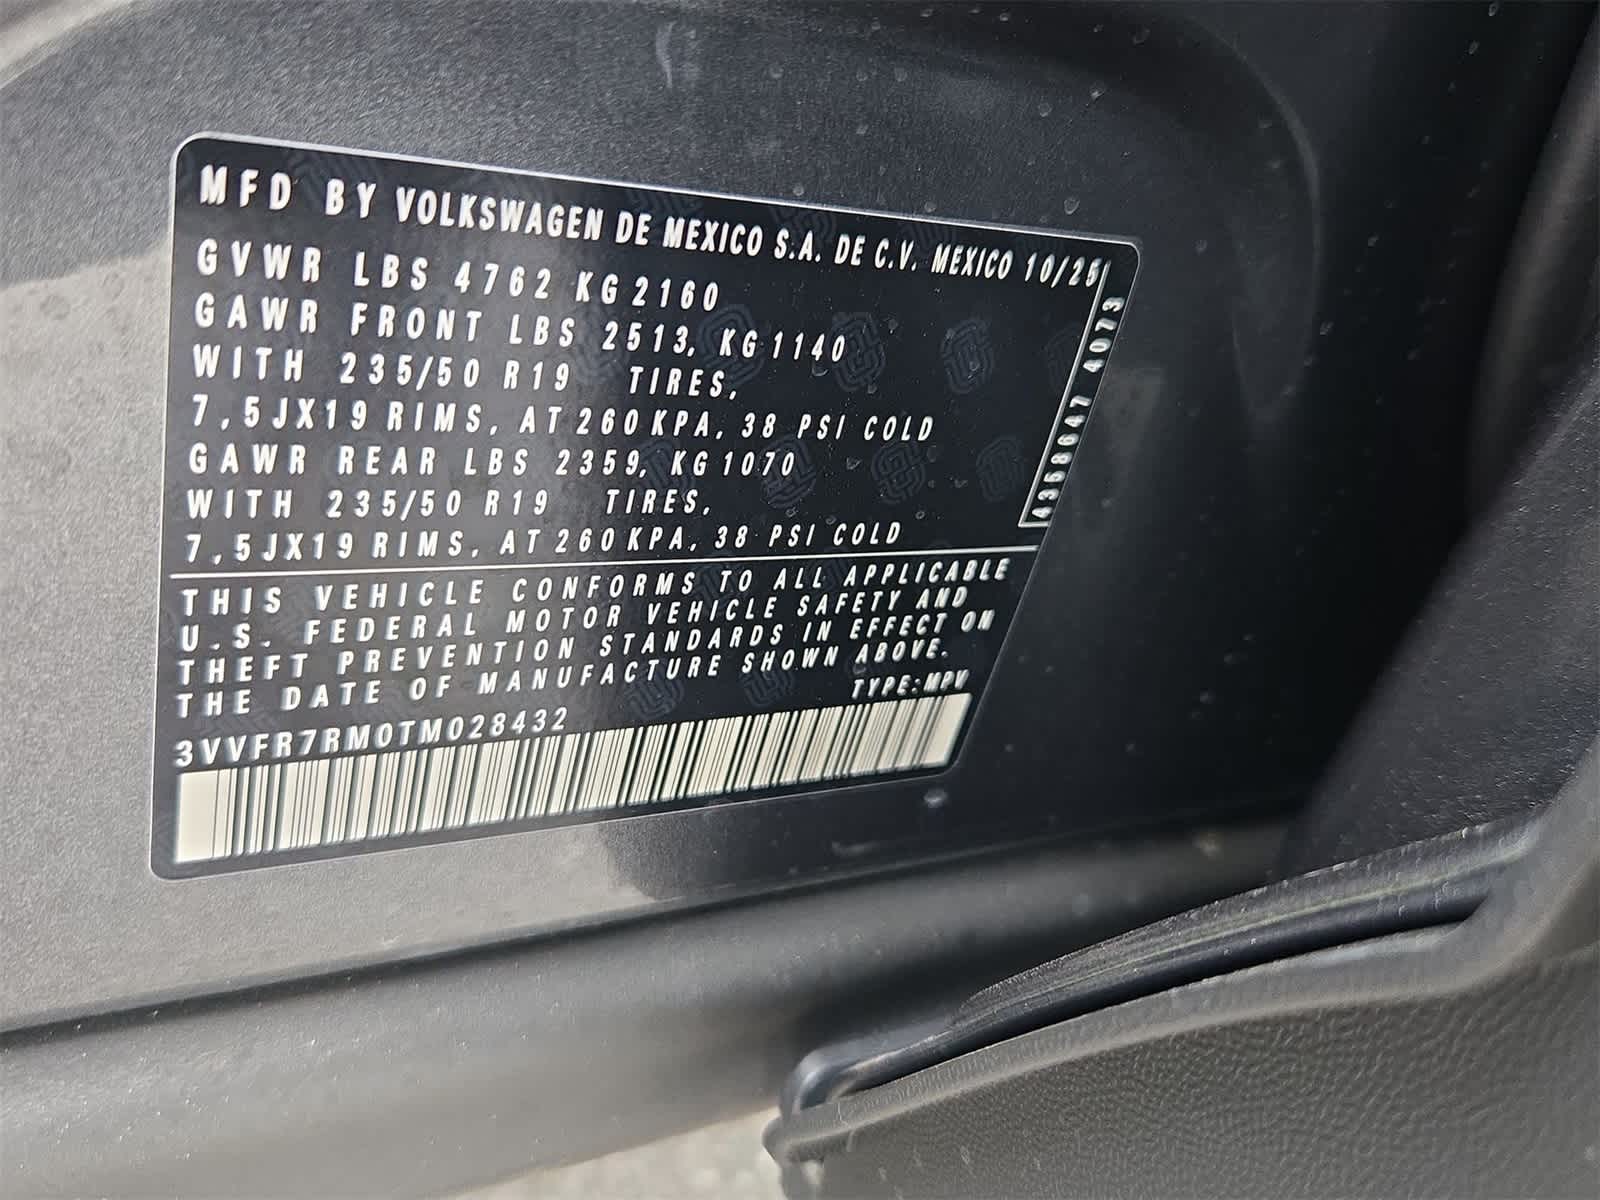 MFD BY VOLKSWAGEN DE MEXICO S.A. DE C.V. MEXICO 10/25
GVWR LBS 4762 KG 2160
GAWR FRONT LBS 2513, KG 1140
WITH 235/50 R19 TIRES,
7,5JX19 RIMS, AT 260 KPA, 38 PSI COLD
GAWR REAR LBS 2359, KG 1070
WITH 235/50 R19 TIRES,
7,5JX19 RIMS, AT 260 KPA, 38 PSI COLD
4358647 4073
THIS VEHICLE CONFORMS TO ALL APPLICABLE
U.S. FEDERAL MOTOR VEHICLE SAFETY AND
THEFT PREVENTION STANDARDS IN EFFECT ON
THE DATE OF MANUFACTURE SHOWN ABOVE.
TYPE: MPV
3VVFR7RM0TM028432